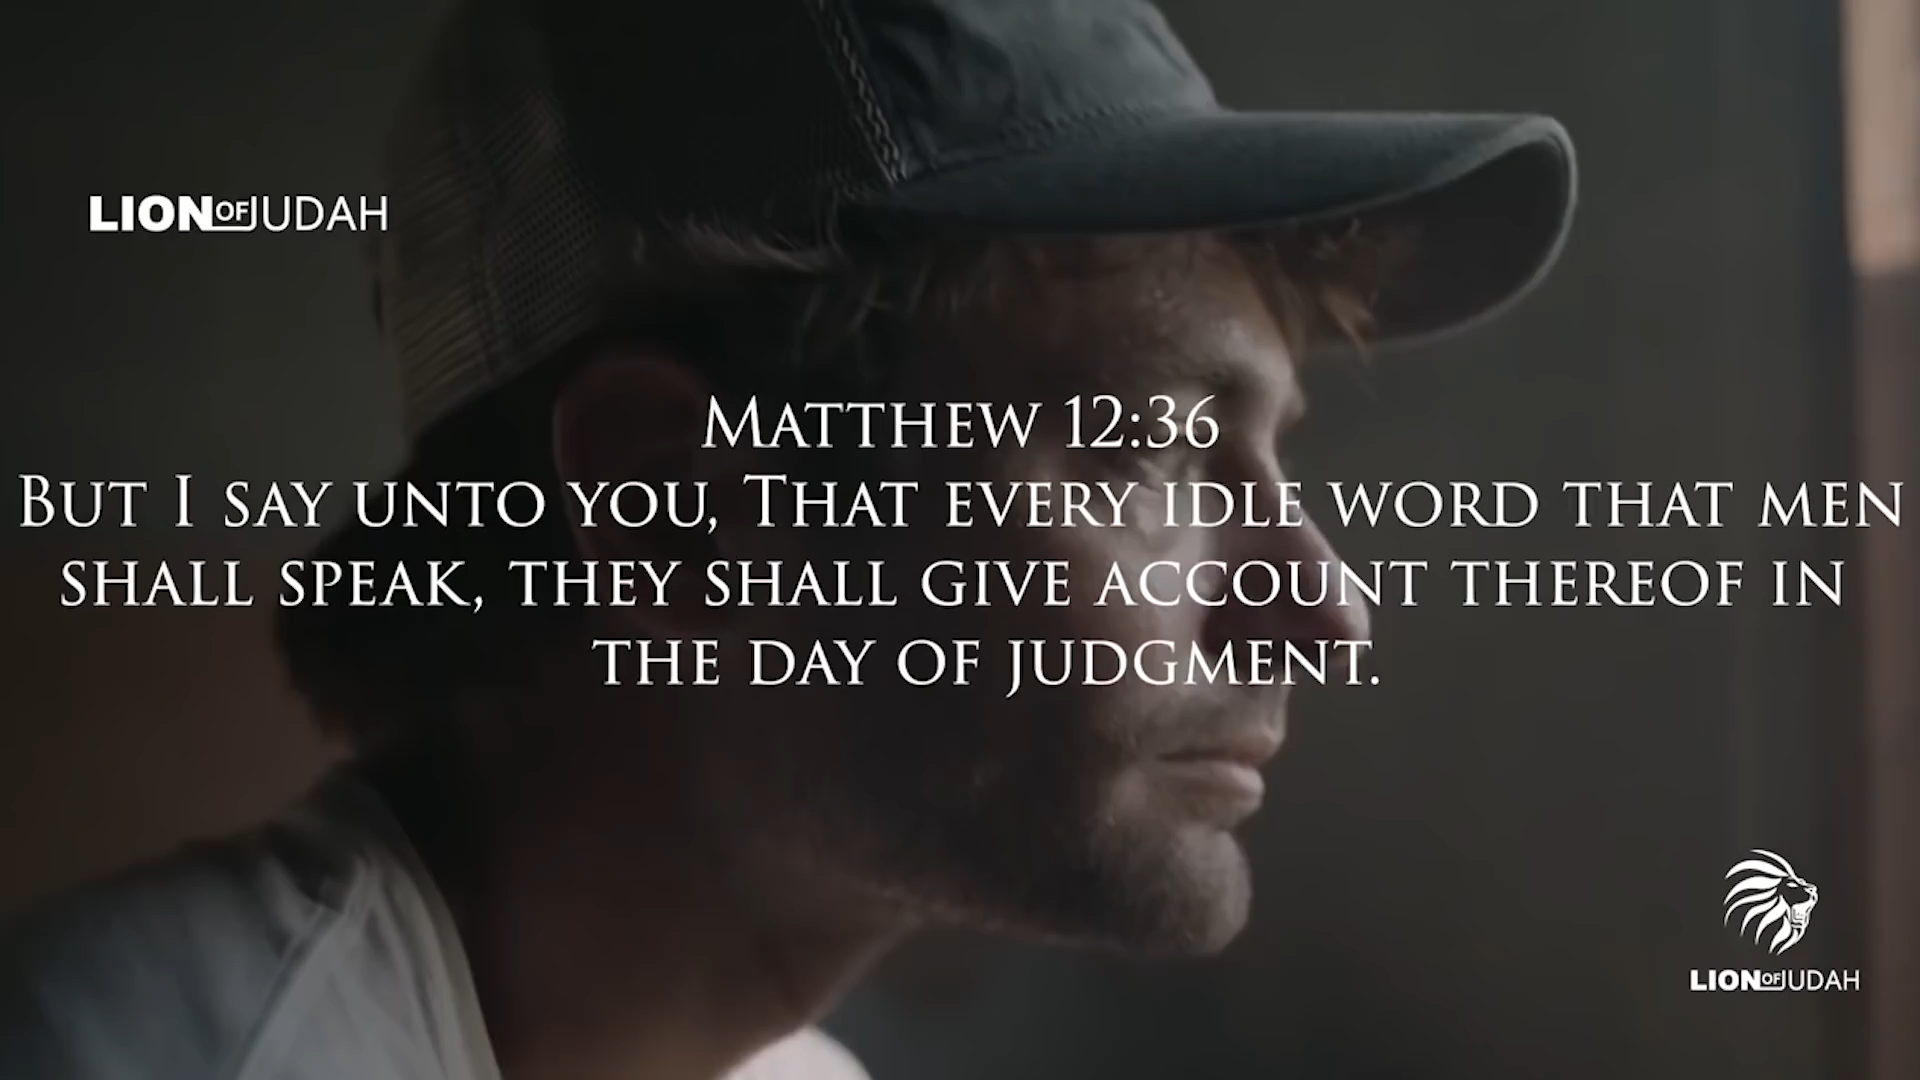 LION OF JUDAH
MATTHEW 12:36
BUT I SAY UNTO YOU, THAT EVERY IDLE WORD THAT MEN
SHALL SPEAK, THEY SHALL GIVE ACCOUNT THEREOF IN
THE DAY OF JUDGMENT.
LION OF JUDAH